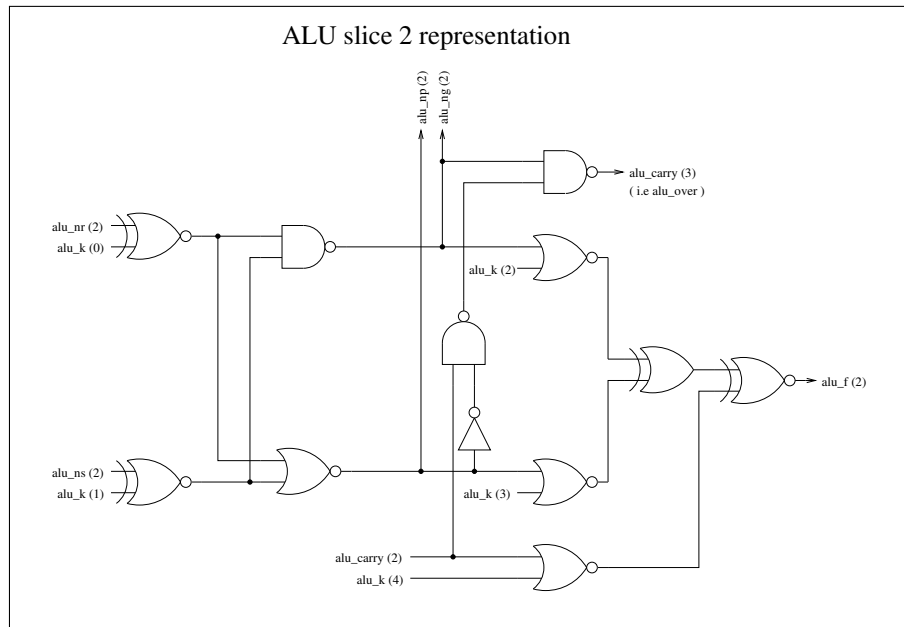 ALU slice 2 representation
alu_np (2)
alu_ng (2)
alu_carry (3)
( i.e alu_over )
alu_nr (2)
alu_k (0)
alu_k (2)
alu_f (2)
alu_ns (2)
alu_k (1)
alu_k (3)
alu_carry (2)
alu_k (4)